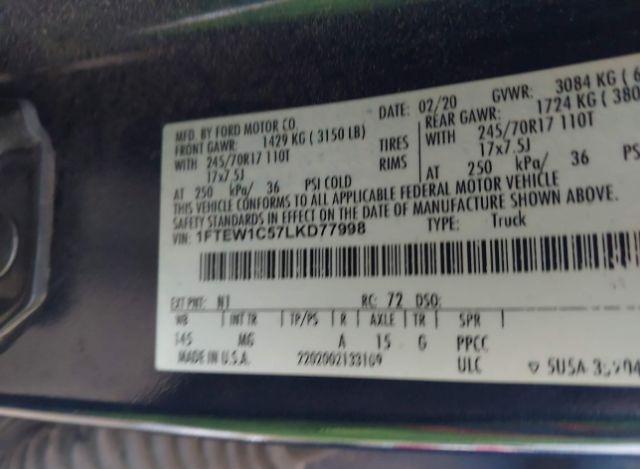 MFD. BY FORD MOTOR CO.
DATE: 02/20 GVWR: 3084 KG ( 6
FRONT GAWR: 1429 KG ( 3150 LB) REAR GAWR: 1724 KG ( 380
WITH 245/70R17 110T TIRES WITH 245/70R17 110T
17x7.5J RIMS 17x7.5J
AT 250 kPa/ 36 PSI COLD AT 250 kPa/ 36 PS
THIS VEHICLE CONFORMS TO ALL APPLICABLE FEDERAL MOTOR VEHICLE
SAFETY STANDARDS IN EFFECT ON THE DATE OF MANUFACTURE SHOWN ABOVE.
VIN: 1FTEW1C57LKD77998 TYPE: Truck
EXT PNT: N1 RC: 72 DSO:
WB INT TR TP/PS R AXLE TR SPR
145 MG A 15 G PPCC
MADE IN U.S.A. 2202002133169 ULC